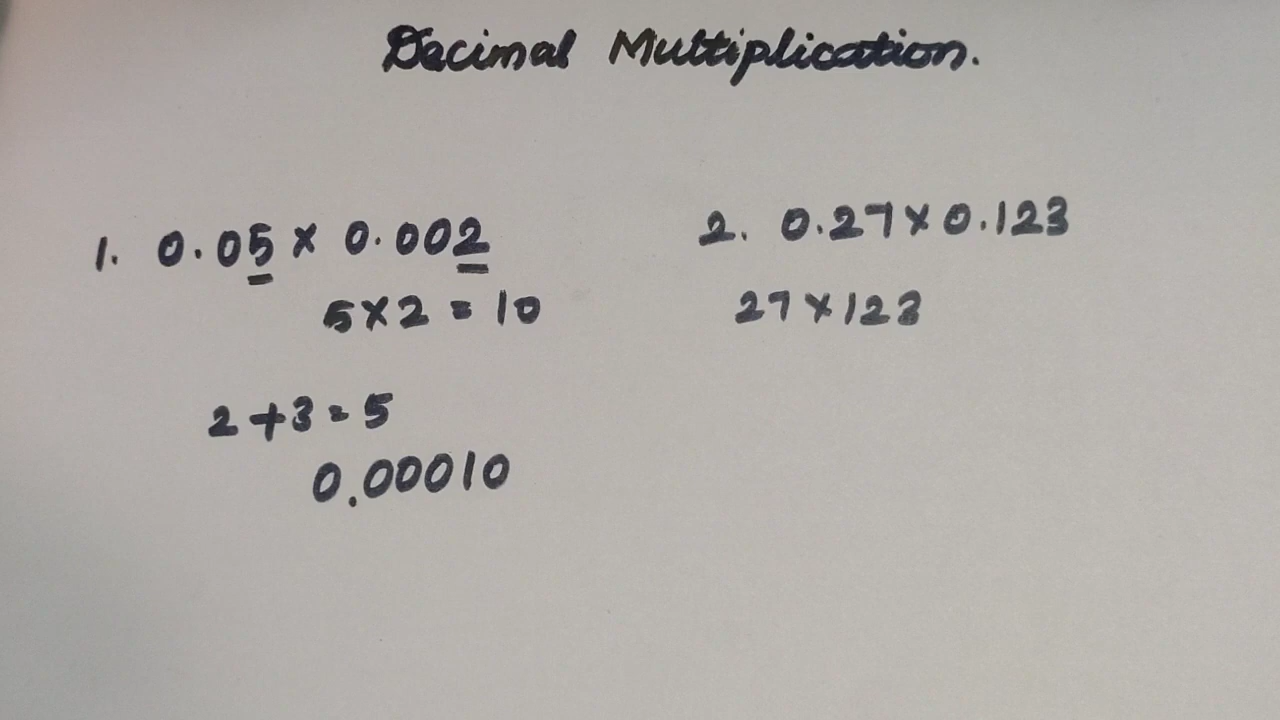 Decimal Multiplication.
1. 0.05 × 0.002
5×2 = 10
2+3=5
0.00010
2. 0.27×0.123
27×123